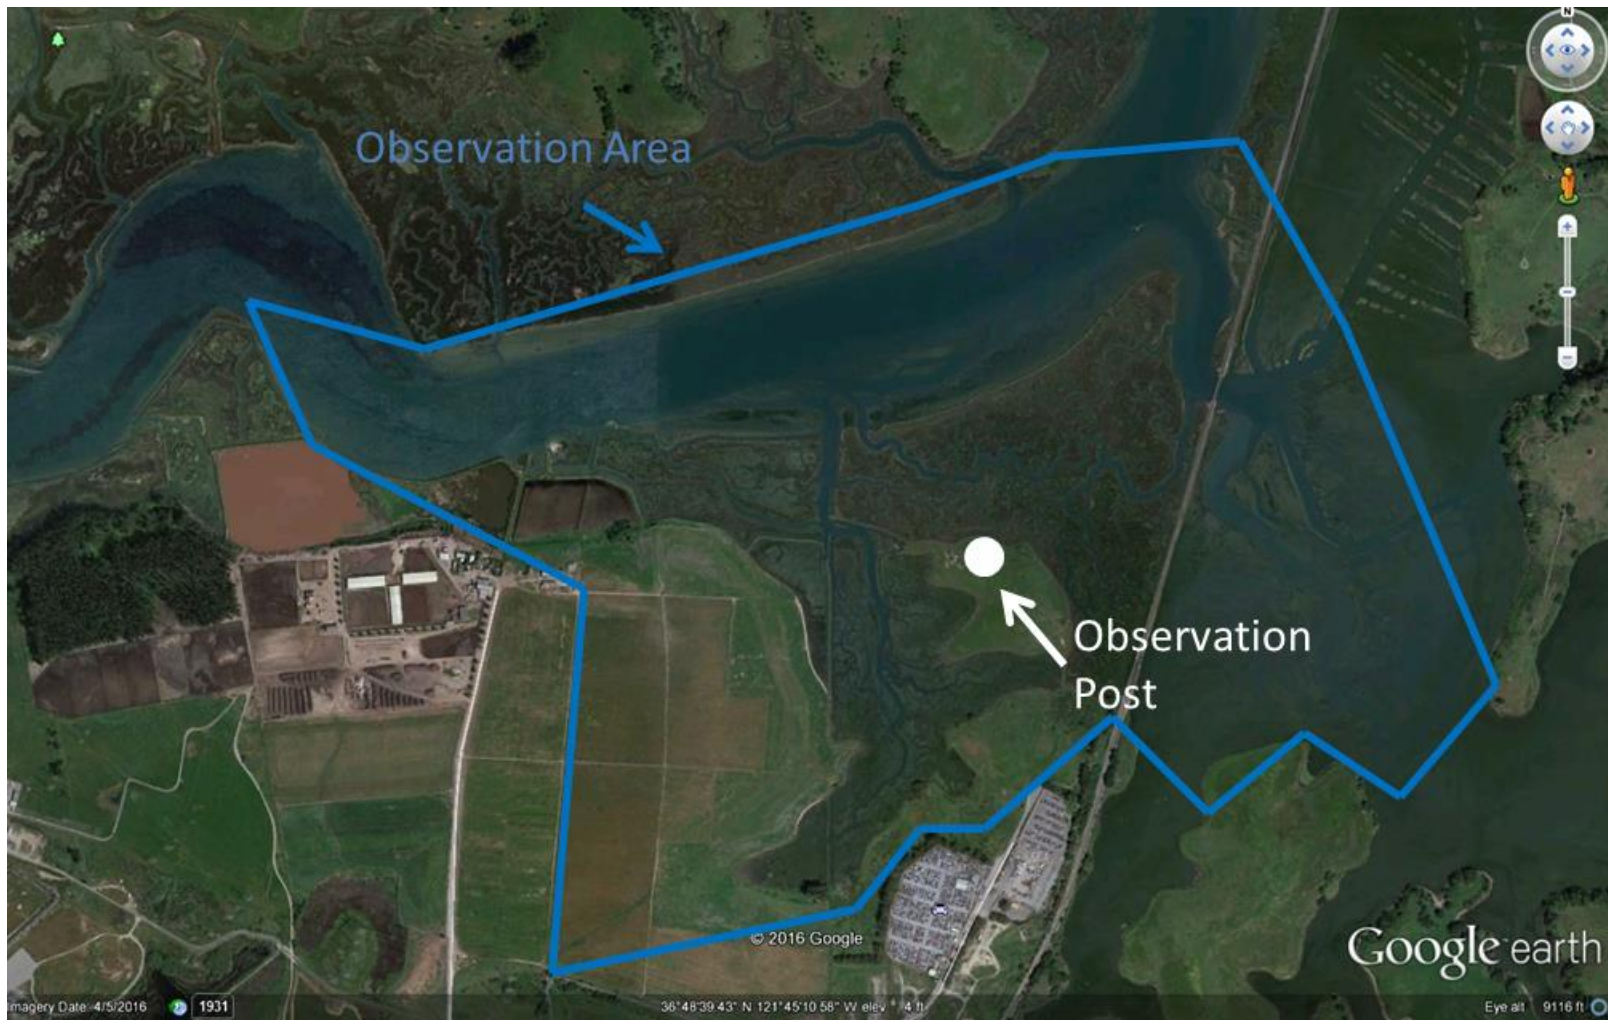 N
Observation Area
Observation
Post
© 2016 Google
Google earth
Imagery Date: 4/5/2016
1931
36°48'39.43" N 121°45'10.58" W elev 4 ft
Eye alt 9116 ft